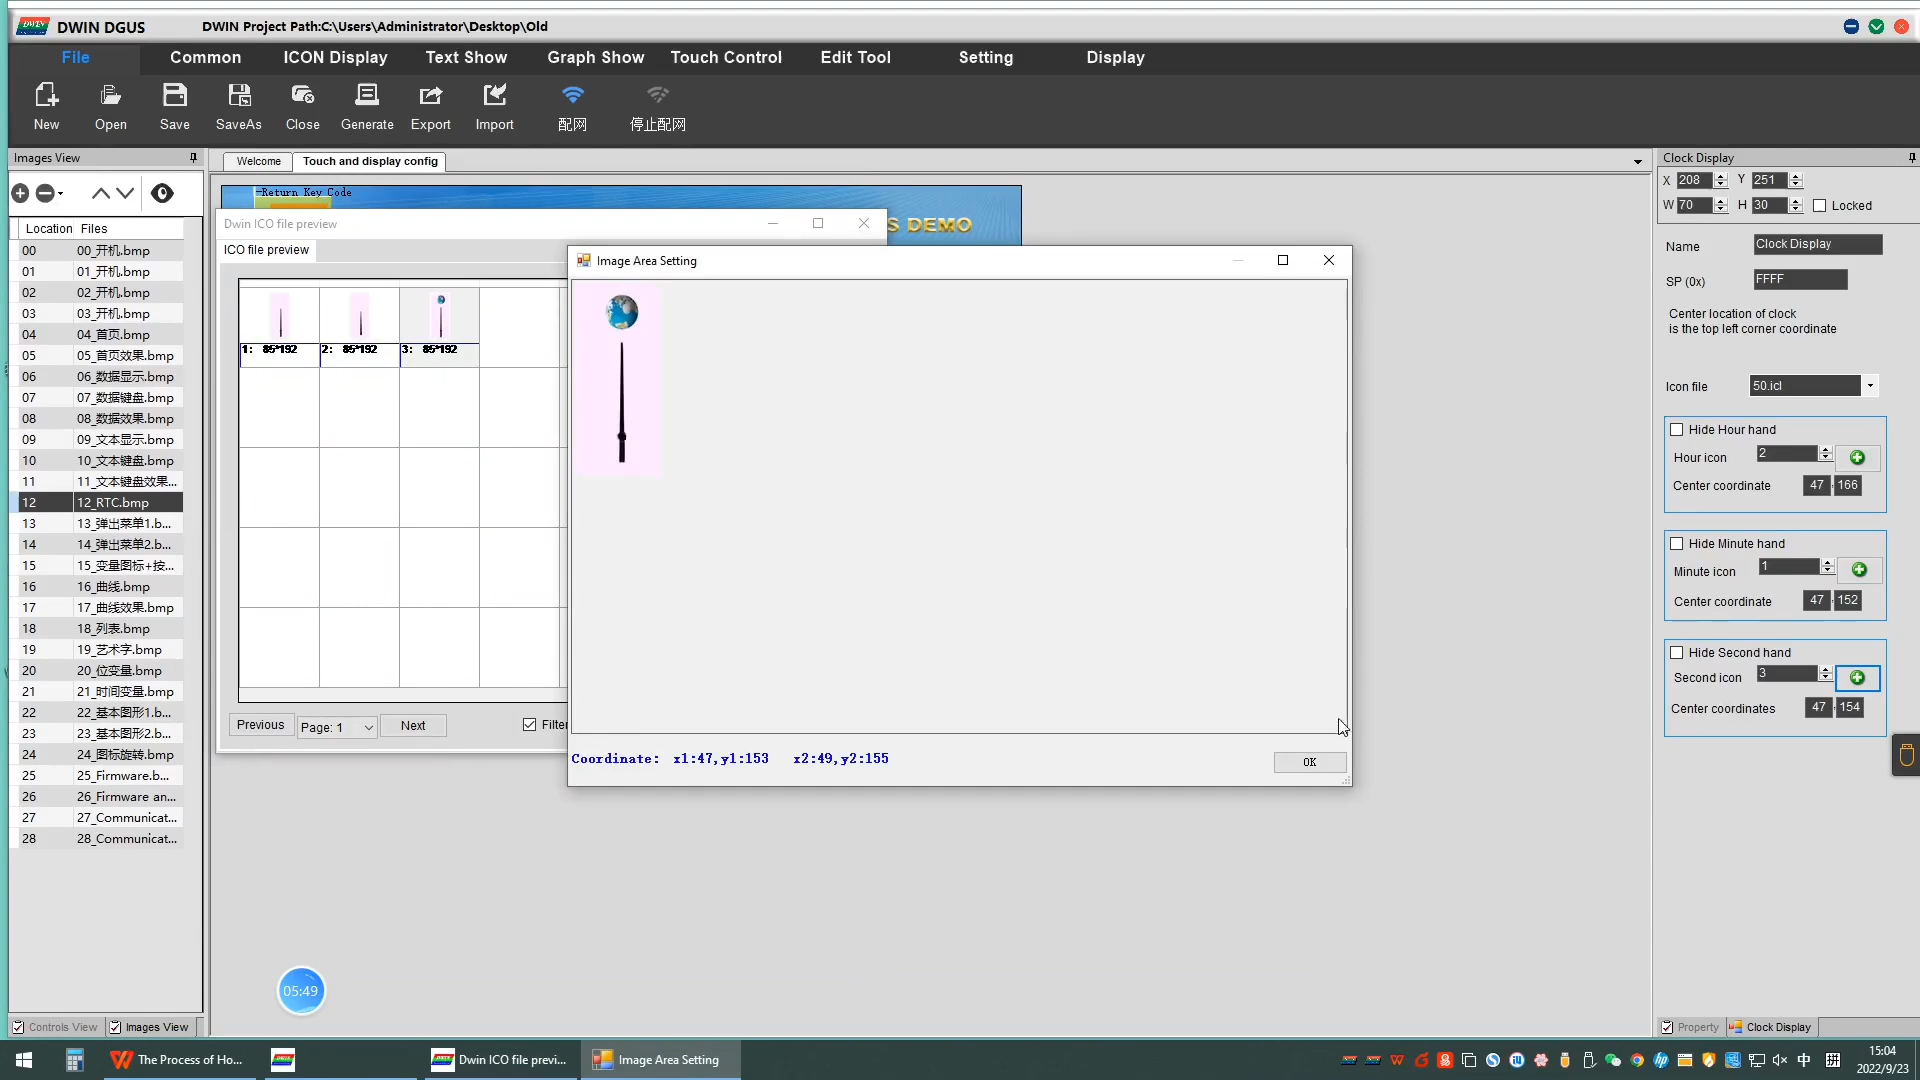 DWIN DGUS DWIN Project Path:C:\Users\Administrator\Desktop\Old
File Common ICON Display Text Show Graph Show Touch Control Edit Tool Setting Display
New Open Save SaveAs Close Generate Export Import 配网 停止配网
Images View
Location Files
00 00_开机.bmp
01 01_开机.bmp
02 02_开机.bmp
03 03_开机.bmp
04 04_首页.bmp
05 05_首页效果.bmp
06 06_数据显示.bmp
07 07_数据键盘.bmp
08 08_数据效果.bmp
09 09_文本显示.bmp
10 10_文本键盘.bmp
11 11_文本键盘效果...
12 12_RTC.bmp
13 13_弹出菜单1.b...
14 14_弹出菜单2.b...
15 15_变量图标+按...
16 16_曲线.bmp
17 17_曲线效果.bmp
18 18_列表.bmp
19 19_艺术字.bmp
20 20_位变量.bmp
21 21_时间变量.bmp
22 22_基本图形1.b...
23 23_基本图形2.b...
24 24_图标旋转.bmp
25 25_Firmware.b...
26 26_Firmware an...
27 27_Communicat...
28 28_Communicat...
Controls View Images View
Welcome Touch and display config
Return Key Code
S DEMO
Dwin ICO file preview
ICO file preview
1: 85*192 2: 85*192 3: 85*192
Previous Page: 1 Next Filter
Image Area Setting
Coordinate: x1:47,y1:153 x2:49,y2:155
OK
05:49
Clock Display
X 208 Y 251
W 70 H 30 Locked
Name Clock Display
SP (0x) FFFF
Center location of clock
is the top left corner coordinate
Icon file 50.icl
Hide Hour hand
Hour icon 2
Center coordinate 47 166
Hide Minute hand
Minute icon 1
Center coordinate 47 152
Hide Second hand
Second icon 3
Center coordinates 47 154
Property Clock Display
The Process of Ho... Dwin ICO file previ... Image Area Setting
中
15:04
2022/9/23